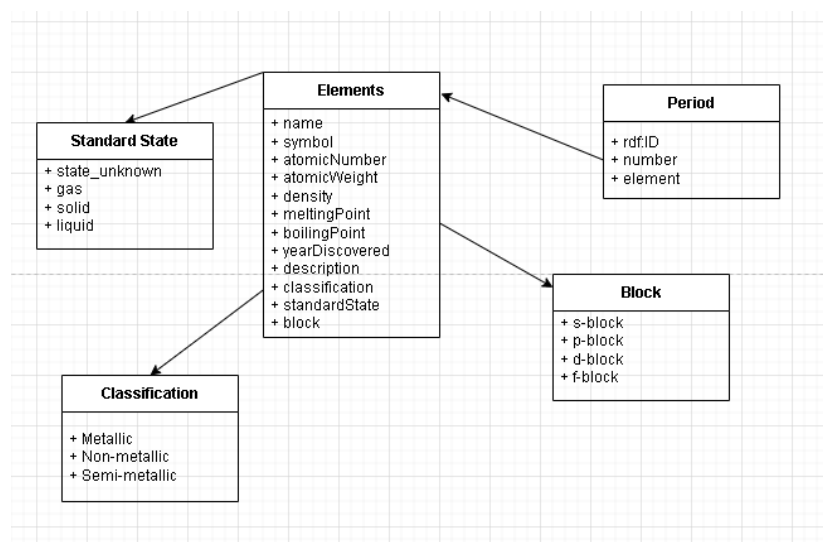 Elements
+ name
+ symbol
+ atomicNumber
+ atomicWeight
+ density
+ meltingPoint
+ boilingPoint
+ yearDiscovered
+ description
+ classification
+ standardState
+ block
Period
+ rdf:ID
+ number
+ element
Standard State
+ state_unknown
+ gas
+ solid
+ liquid
Block
+ s-block
+ p-block
+ d-block
+ f-block
Classification
+ Metallic
+ Non-metallic
+ Semi-metallic